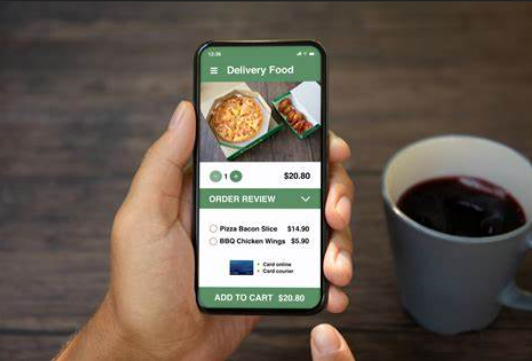 12:36
Delivery Food
1 $20.80
ORDER REVIEW
Pizza Bacon Slice $14.90
BBQ Chicken Wings $5.90
Card online
Card courier
ADD TO CART $20.80